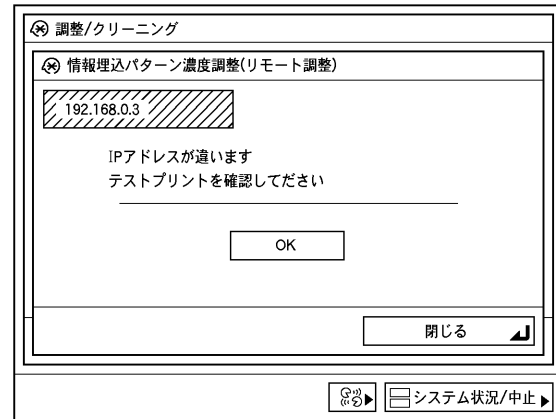 調整/クリーニング
情報埋込パターン濃度調整(リモート調整)
192.168.0.3
IPアドレスが違います
テストプリントを確認してださい
OK
閉じる
システム状況/中止